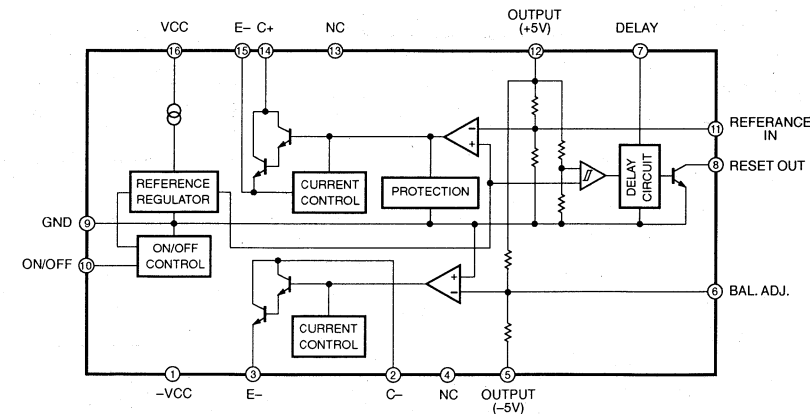 OUTPUT
(+5V)
VCC
E– C+
NC
DELAY
16
15
14
13
12
7
11
REFERANCE
IN
8
RESET OUT
REFERENCE
REGULATOR
CURRENT
CONTROL
PROTECTION
DELAY
CIRCUIT
GND
9
ON/OFF
10
ON/OFF
CONTROL
6
BAL. ADJ.
CURRENT
CONTROL
1
3
2
4
5
–VCC
E–
C–
NC
OUTPUT
(–5V)